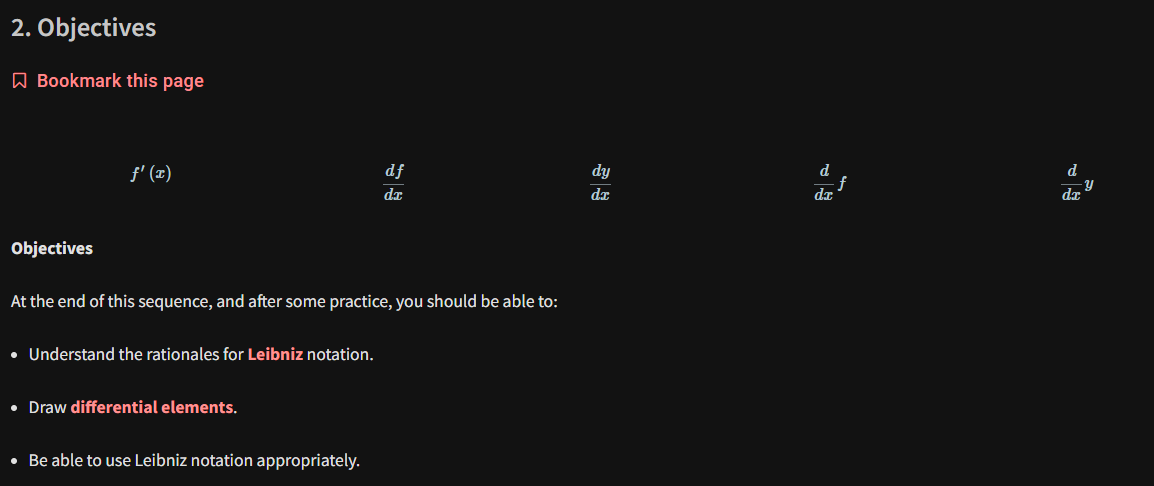 2. Objectives
Bookmark this page
f′(x) df/dx dy/dx d/dx f d/dx y
Objectives
At the end of this sequence, and after some practice, you should be able to:
• Understand the rationales for Leibniz notation.
• Draw differential elements.
• Be able to use Leibniz notation appropriately.